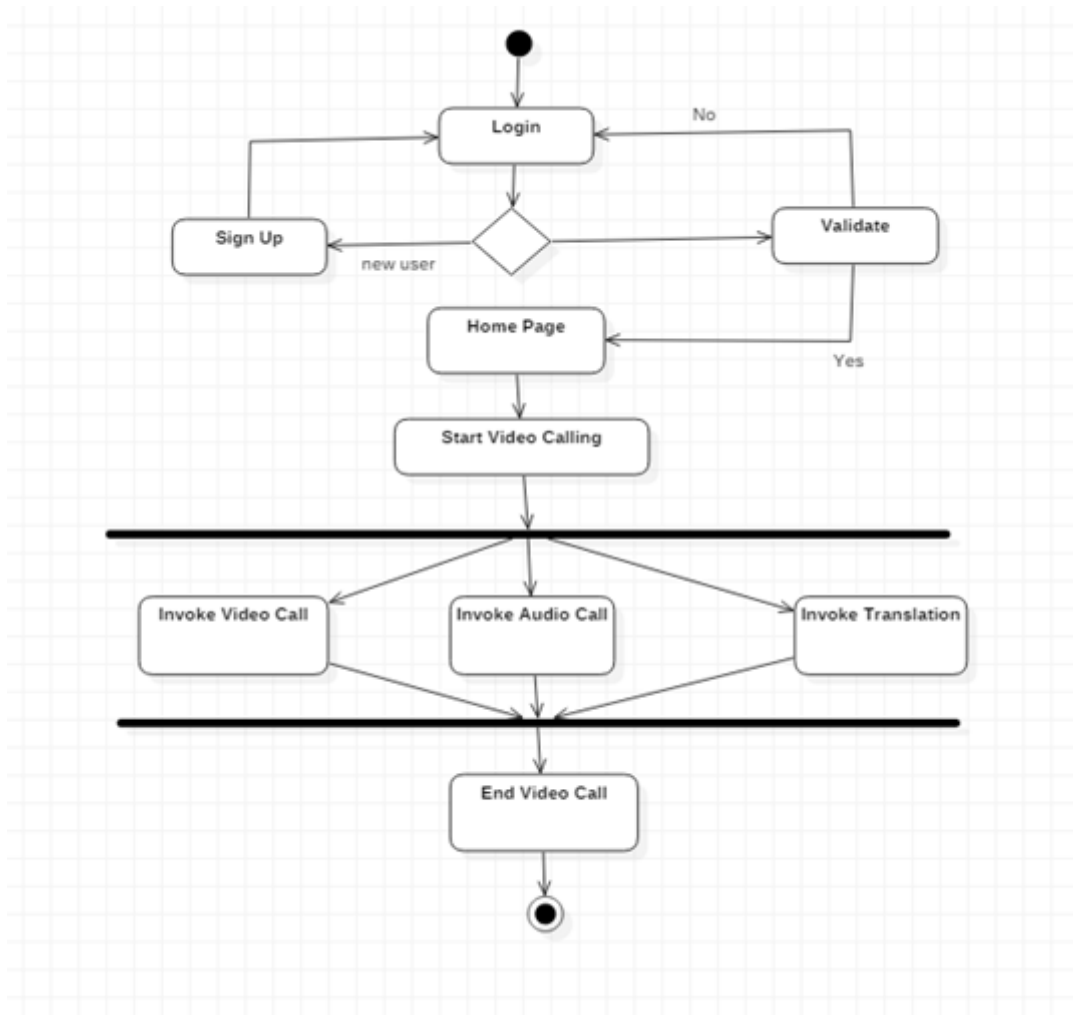 No
Login
Sign Up
Validate
new user
Home Page
Yes
Start Video Calling
Invoke Video Call
Invoke Audio Call
Invoke Translation
End Video Call